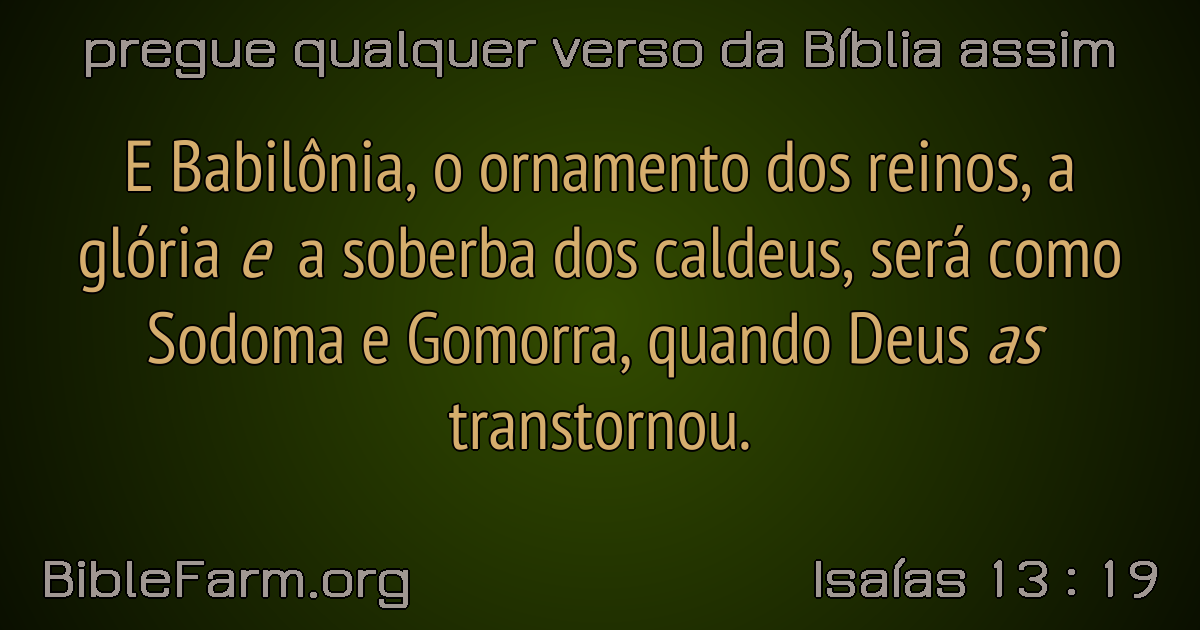 pregue qualquer verso da Bíblia assim
E Babilônia, o ornamento dos reinos, a
glória e a soberba dos caldeus, será como
Sodoma e Gomorra, quando Deus as
transtornou.
BibleFarm.org
Isaías 13 : 19